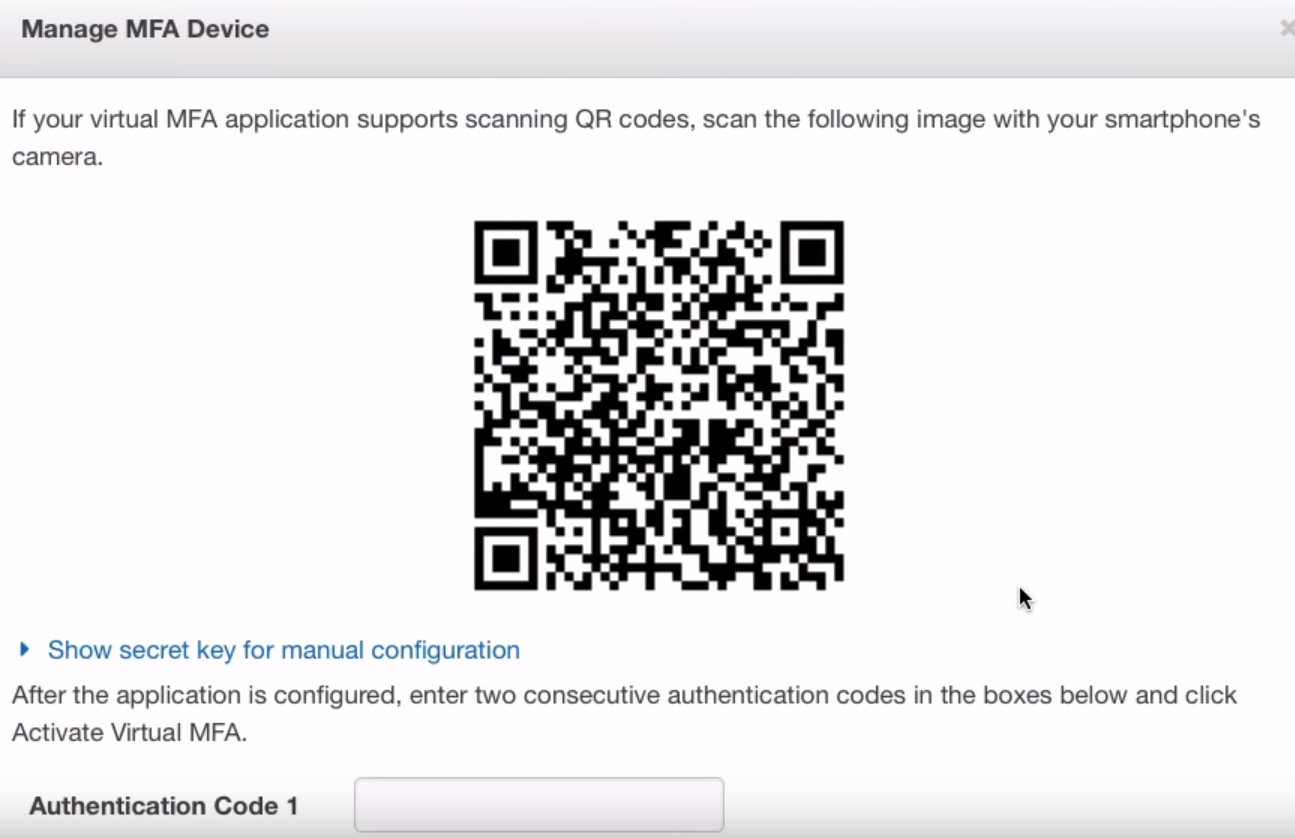 Manage MFA Device
If your virtual MFA application supports scanning QR codes, scan the following image with your smartphone's
camera.
Show secret key for manual configuration
After the application is configured, enter two consecutive authentication codes in the boxes below and click
Activate Virtual MFA.
Authentication Code 1